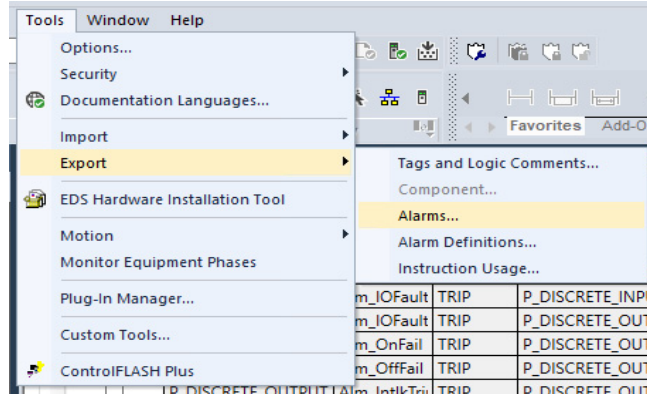 Tools Window Help
Options...
Security
Documentation Languages...
Import
Export
EDS Hardware Installation Tool
Motion
Monitor Equipment Phases
Plug-In Manager...
Custom Tools...
ControlFLASH Plus
Favorites Add-O
Tags and Logic Comments...
Component...
Alarms...
Alarm Definitions...
Instruction Usage...
m_IOFault TRIP P_DISCRETE_INPU
m_IOFault TRIP P_DISCRETE_OUT
m_OnFail TRIP P_DISCRETE_OUT
m_OffFail TRIP P_DISCRETE_OUT
P_DISCRETE_OUTPUT TRIP P_DISCRETE_OUT